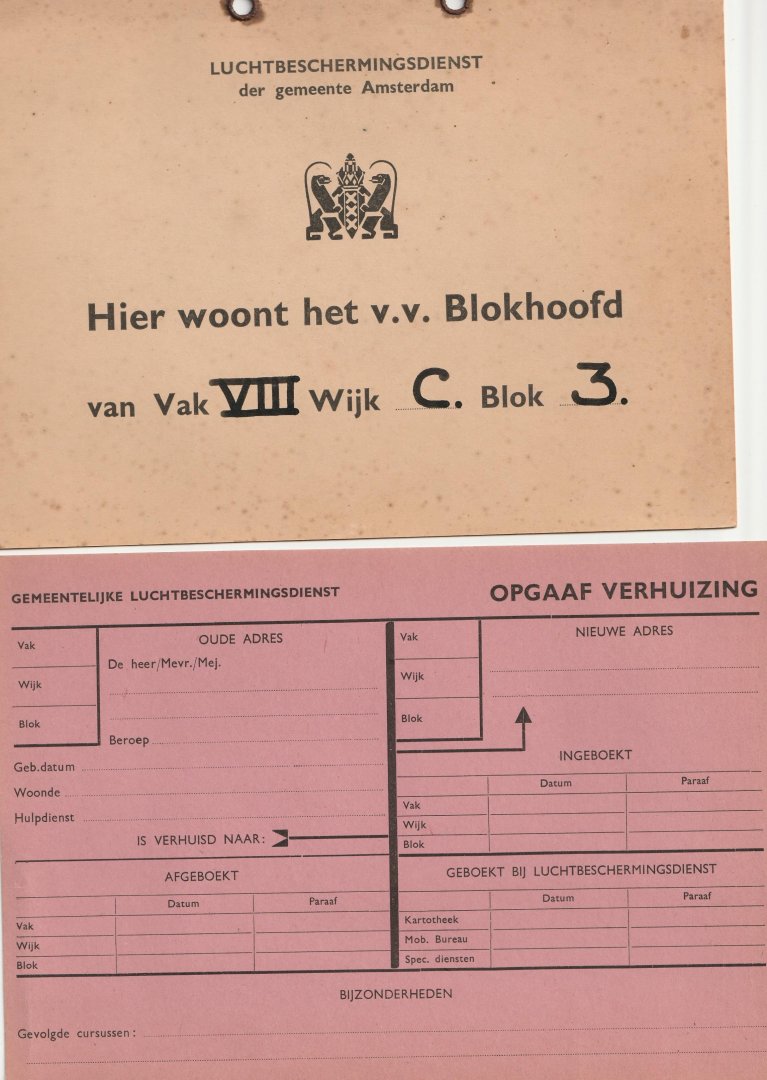 LUCHTBESCHERMINGSDIENST
der gemeente Amsterdam
Hier woont het v.v. Blokhoofd
van Vak VIII Wijk C. Blok 3.
GEMEENTELIJKE LUCHTBESCHERMINGSDIENST
OPGAAF VERHUIZING
Vak
Wijk
Blok
OUDE ADRES
De heer/Mevr./Mej.
Beroep
Geb.datum
Woonde
Hulpdienst
IS VERHUISD NAAR:
AFGEBOEKT
Datum Paraaf
Vak
Wijk
Blok
Vak
Wijk
Blok
NIEUWE ADRES
INGEBOEKT
Datum Paraaf
Vak
Wijk
Blok
GEBOEKT BIJ LUCHTBESCHERMINGSDIENST
Datum Paraaf
Kartotheek
Mob. Bureau
Spec. diensten
BIJZONDERHEDEN
Gevolgde cursussen: